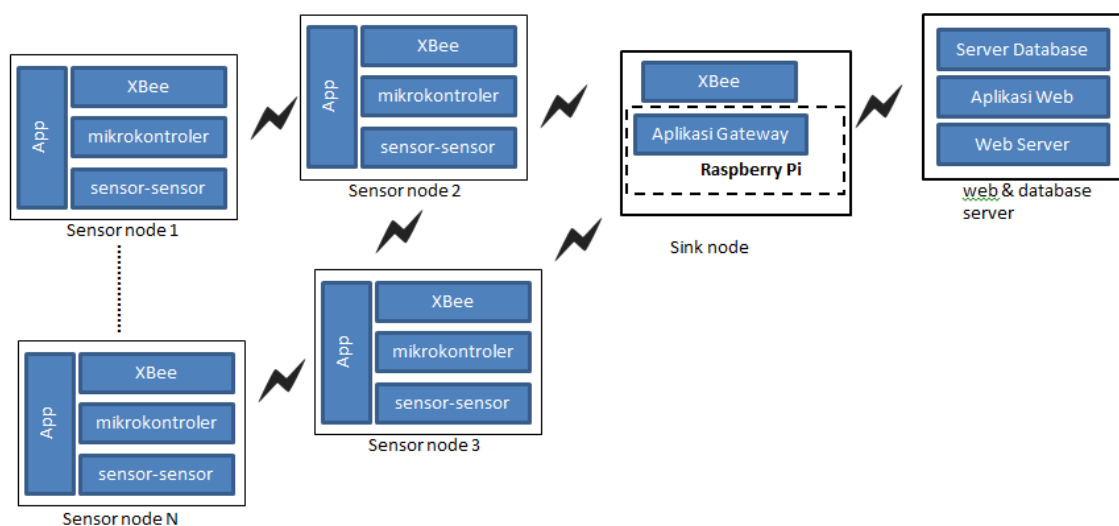 App
XBee
mikrokontroler
sensor-sensor
Sensor node 1
App
XBee
mikrokontroler
sensor-sensor
Sensor node 2
XBee
Aplikasi Gateway
Raspberry Pi
Sink node
Server Database
Aplikasi Web
Web Server
web & database
server
App
XBee
mikrokontroler
sensor-sensor
Sensor node N
App
XBee
mikrokontroler
sensor-sensor
Sensor node 3